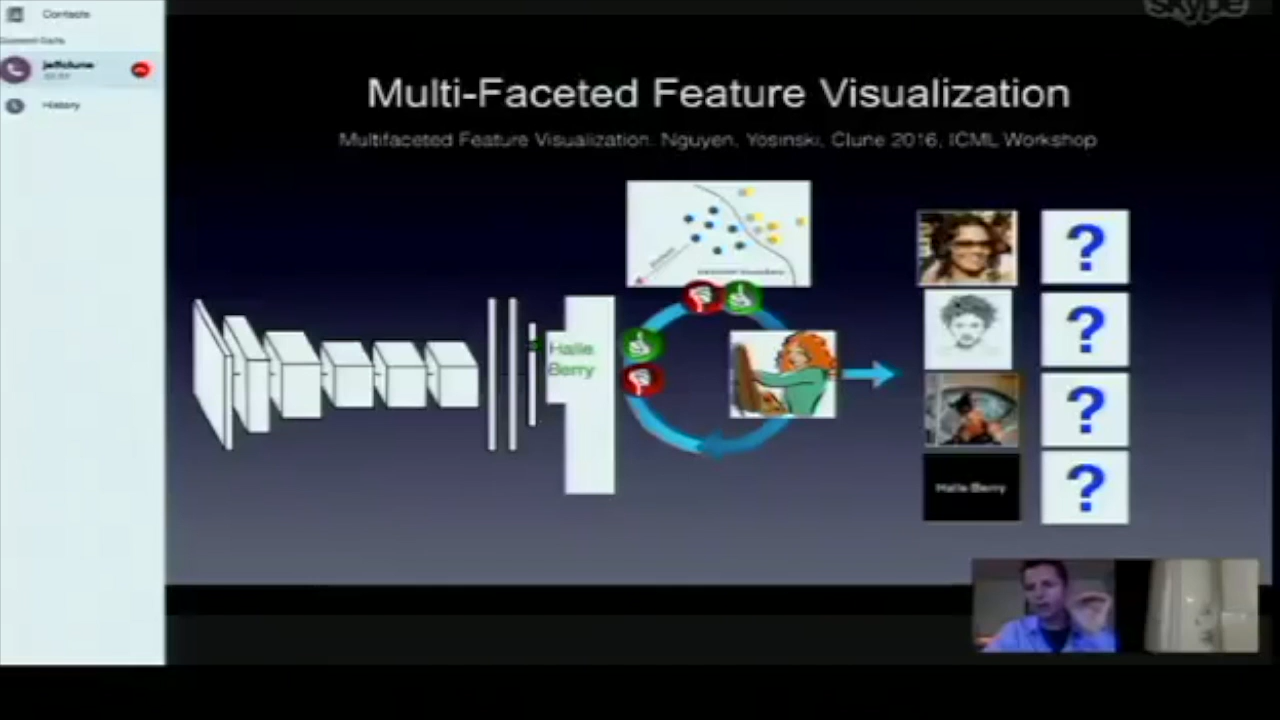 skype
Contacts
jeffclune
History
Multi-Faceted Feature Visualization
Multifaceted Feature Visualization. Nguyen, Yosinski, Clune 2016, ICML Workshop
Halle
Berry
?
?
?
Halle Berry
?